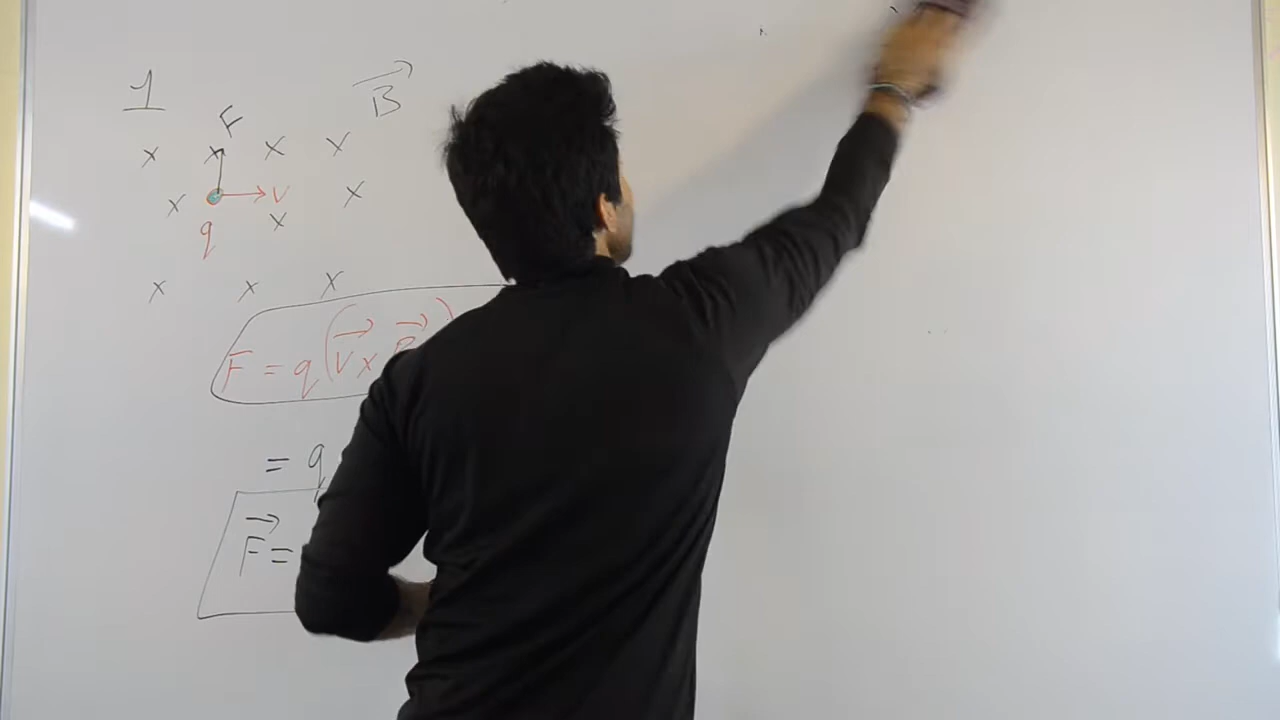 1
B
F
x x x x
x v x
q x
x x x
F = q (V x B)
= q
F =